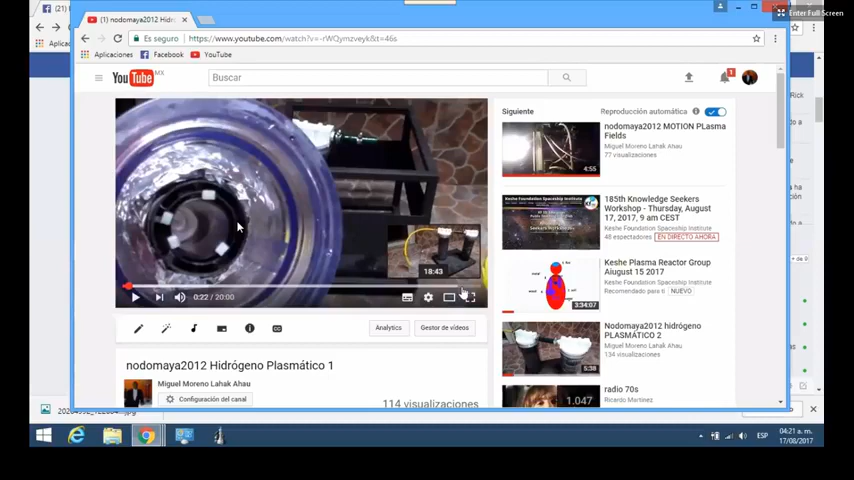 (1) nodomaya2012 Hidró
Enter Full Screen
Es seguro
https://www.youtube.com/watch?v=-rWQymzveyk&t=46s
Aplicaciones
Facebook
YouTube
YouTube MX
Buscar
1
Siguiente
Reproducción automática
nodomaya2012 MOTION PLasma
Fields
Miguel Moreno Lahak Ahau
77 visualizaciones
4:55
185th Knowledge Seekers
Workshop - Thursday, August
17, 2017, 9 am CEST
Keshe Foundation Spaceship Institute
48 espectadores
EN DIRECTO AHORA
Keshe Plasma Reactor Group
Aiugust 15 2017
Keshe Foundation Spaceship Institute
Recomendado para ti
NUEVO
3:34:07
Nodomaya2012 hidrógeno
PLASMÁTICO 2
Miguel Moreno Lahak Ahau
134 visualizaciones
5:38
radio 70s
Ricardo Martinez
1.047
18:43
0:22 / 20:00
Analytics
Gestor de vídeos
nodomaya2012 Hidrógeno Plasmático 1
Miguel Moreno Lahak Ahau
Configuración del canal
114 visualizaciones
Rick
ESP
04:21 a. m.
17/08/2017